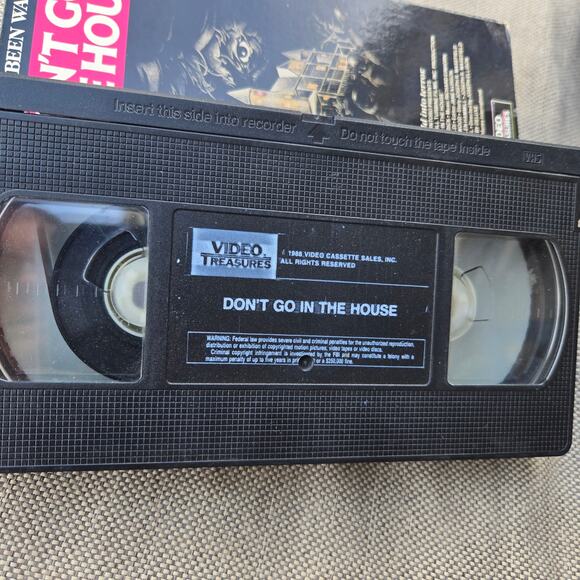 BEEN WA
N'T G
HOU
Insert this side into recorder Do not touch the tape inside VHS
VIDEO
TREASURES
1988 VIDEO CASSETTE SALES, INC.
ALL RIGHTS RESERVED
DON'T GO IN THE HOUSE
WARNING: Federal law provides severe civil and criminal penalties for the unauthorized reproduction,
distribution or exhibition of copyrighted motion pictures, video tapes or video discs.
Criminal copyright infringement is investigated by the FBI and may constitute a felony with a
maximum penalty of up to five years in or a $250,000 fine.